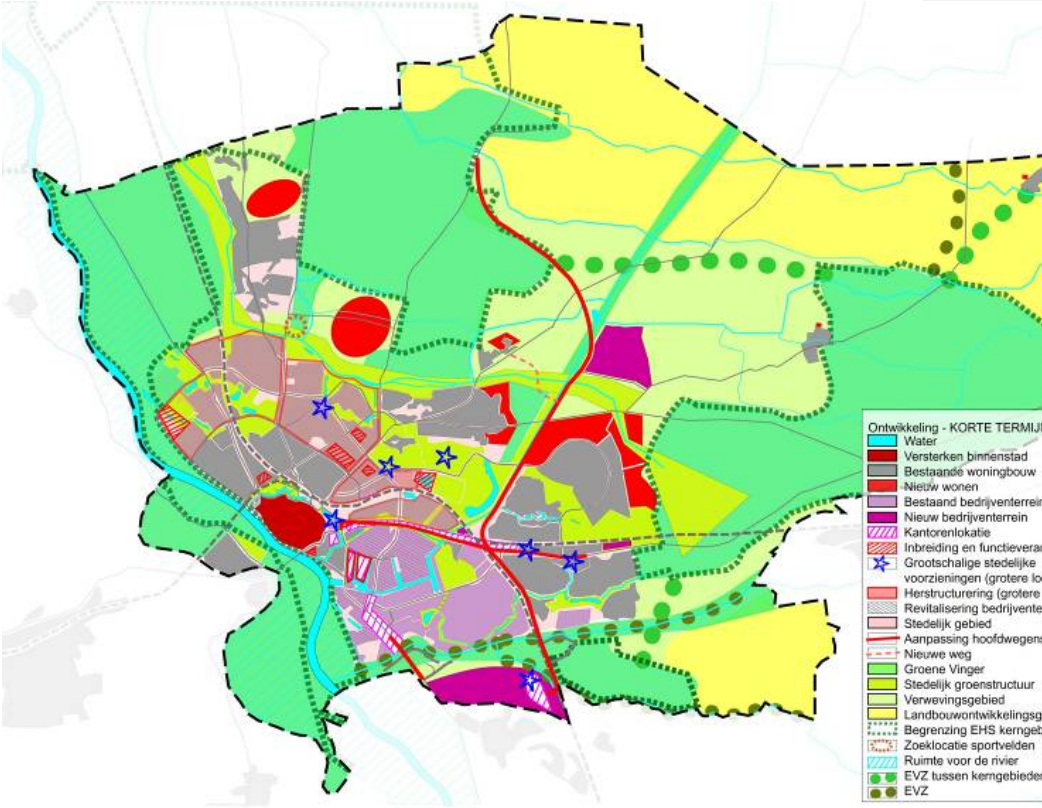 Ontwikkeling - KORTE TERMIJ
Water
Versterken binnenstad
Bestaande woningbouw
Nieuw wonen
Bestaand bedrijventerrein
Nieuw bedrijventerrein
Kantorenlokatie
Inbreiding en functieveran
Grootschalige stedelijke
voorzieningen (grotere loc
Herstructurering (grotere
Revitalisering bedrijvente
Stedelijk gebied
Aanpassing hoofdwegens
Nieuwe weg
Groene Vinger
Stedelijk groenstructuur
Verwevingsgebied
Landbouwontwikkelingsg
Begrenzing EHS kerngeb
Zoeklocatie sportvelden
Ruimte voor de rivier
EVZ tussen kerngebieden
EVZ